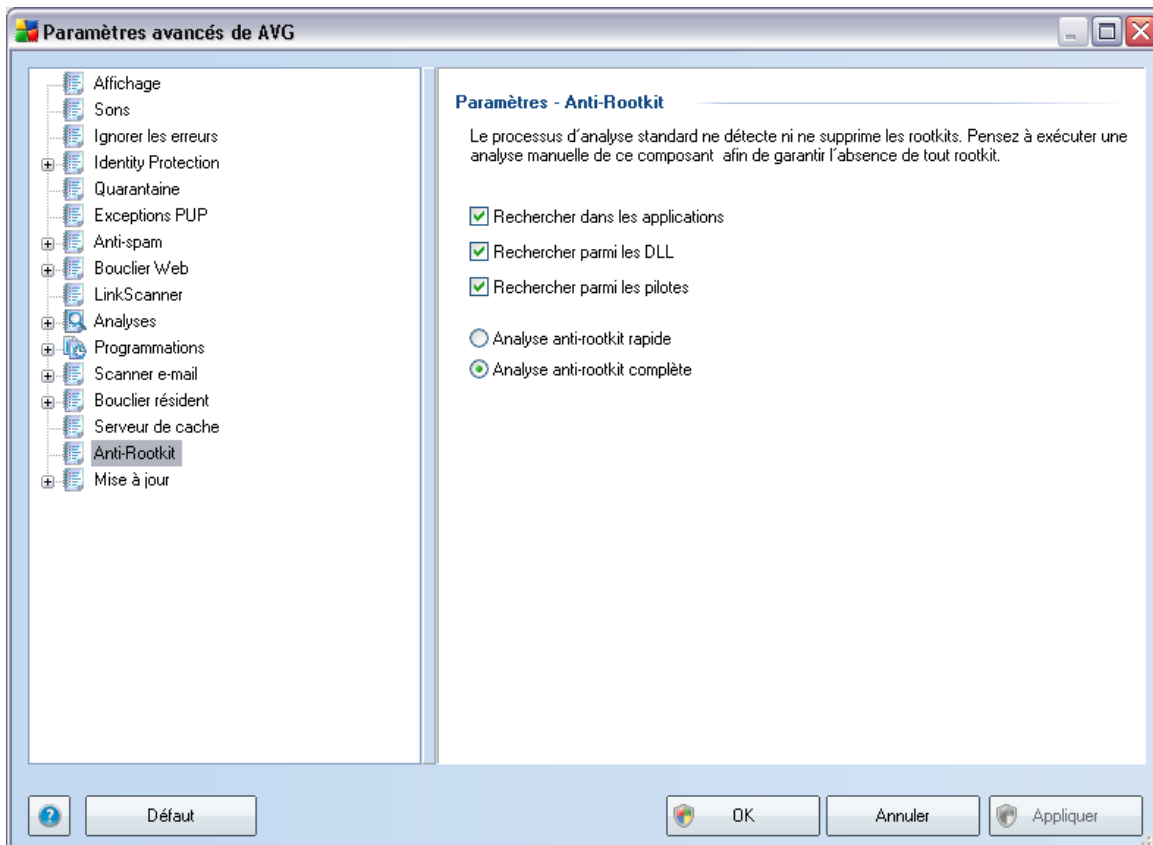 Paramètres avancés de AVG
Affichage
Sons
Ignorer les erreurs
Identity Protection
Quarantaine
Exceptions PUP
Anti-spam
Bouclier Web
LinkScanner
Analyses
Programmations
Scanner e-mail
Bouclier résident
Serveur de cache
Anti-Rootkit
Mise à jour
Paramètres - Anti-Rootkit
Le processus d´analyse standard ne détecte ni ne supprime les rootkits. Pensez à exécuter une
analyse manuelle de ce composant  afin de garantir l´absence de tout rootkit.
Rechercher dans les applications
Rechercher parmi les DLL
Rechercher parmi les pilotes
Analyse anti-rootkit rapide
Analyse anti-rootkit complète
?
Défaut
OK
Annuler
Appliquer